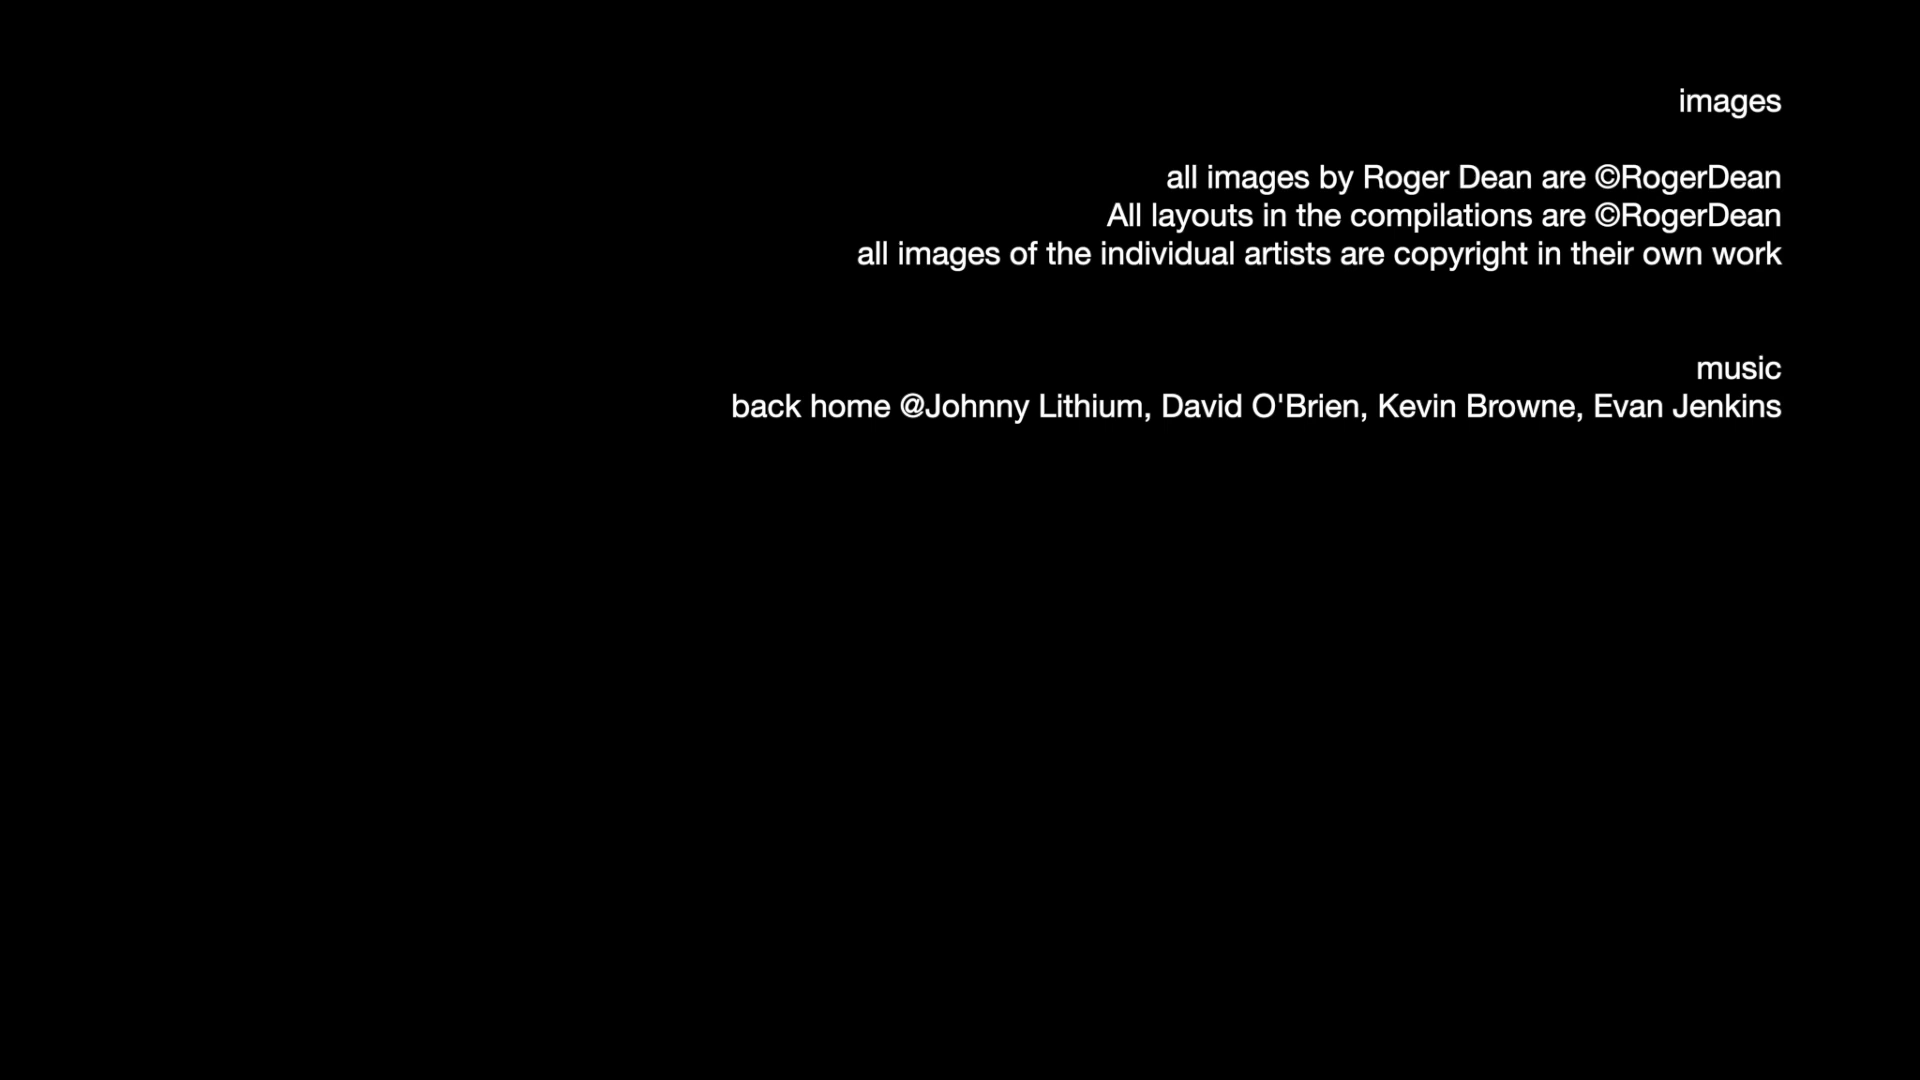 images
all images by Roger Dean are ©RogerDean
All layouts in the compilations are ©RogerDean
all images of the individual artists are copyright in their own work
music
back home @Johnny Lithium, David O'Brien, Kevin Browne, Evan Jenkins